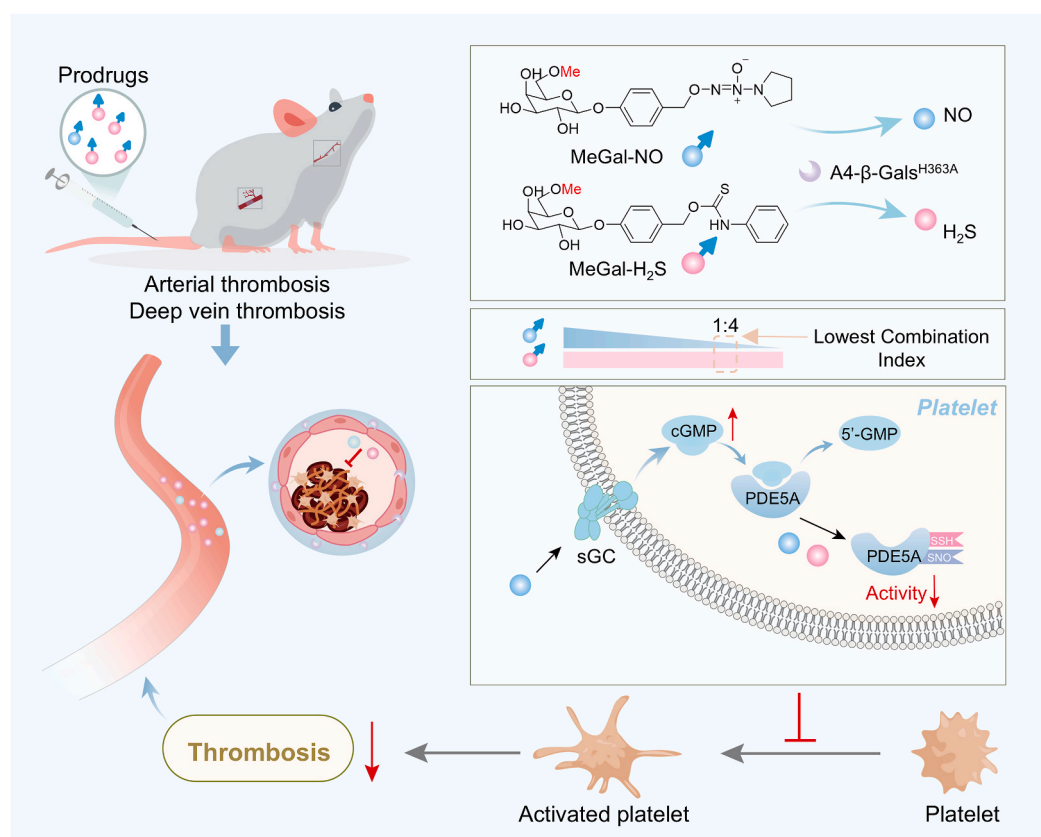 Prodrugs
Arterial thrombosis
Deep vein thrombosis
OH
OMe
HO
O
OH
O
O
N
N
+
O−
N
MeGal-NO
NO
A4-β-Galsᴴ³⁶³ᴬ
OH
OMe
HO
O
OH
O
O
S
HN
MeGal-H₂S
H₂S
1:4
Lowest Combination
Index
Platelet
cGMP
5'-GMP
PDE5A
sGC
PDE5A
SSH
SNO
Activity
Thrombosis
Activated platelet
Platelet